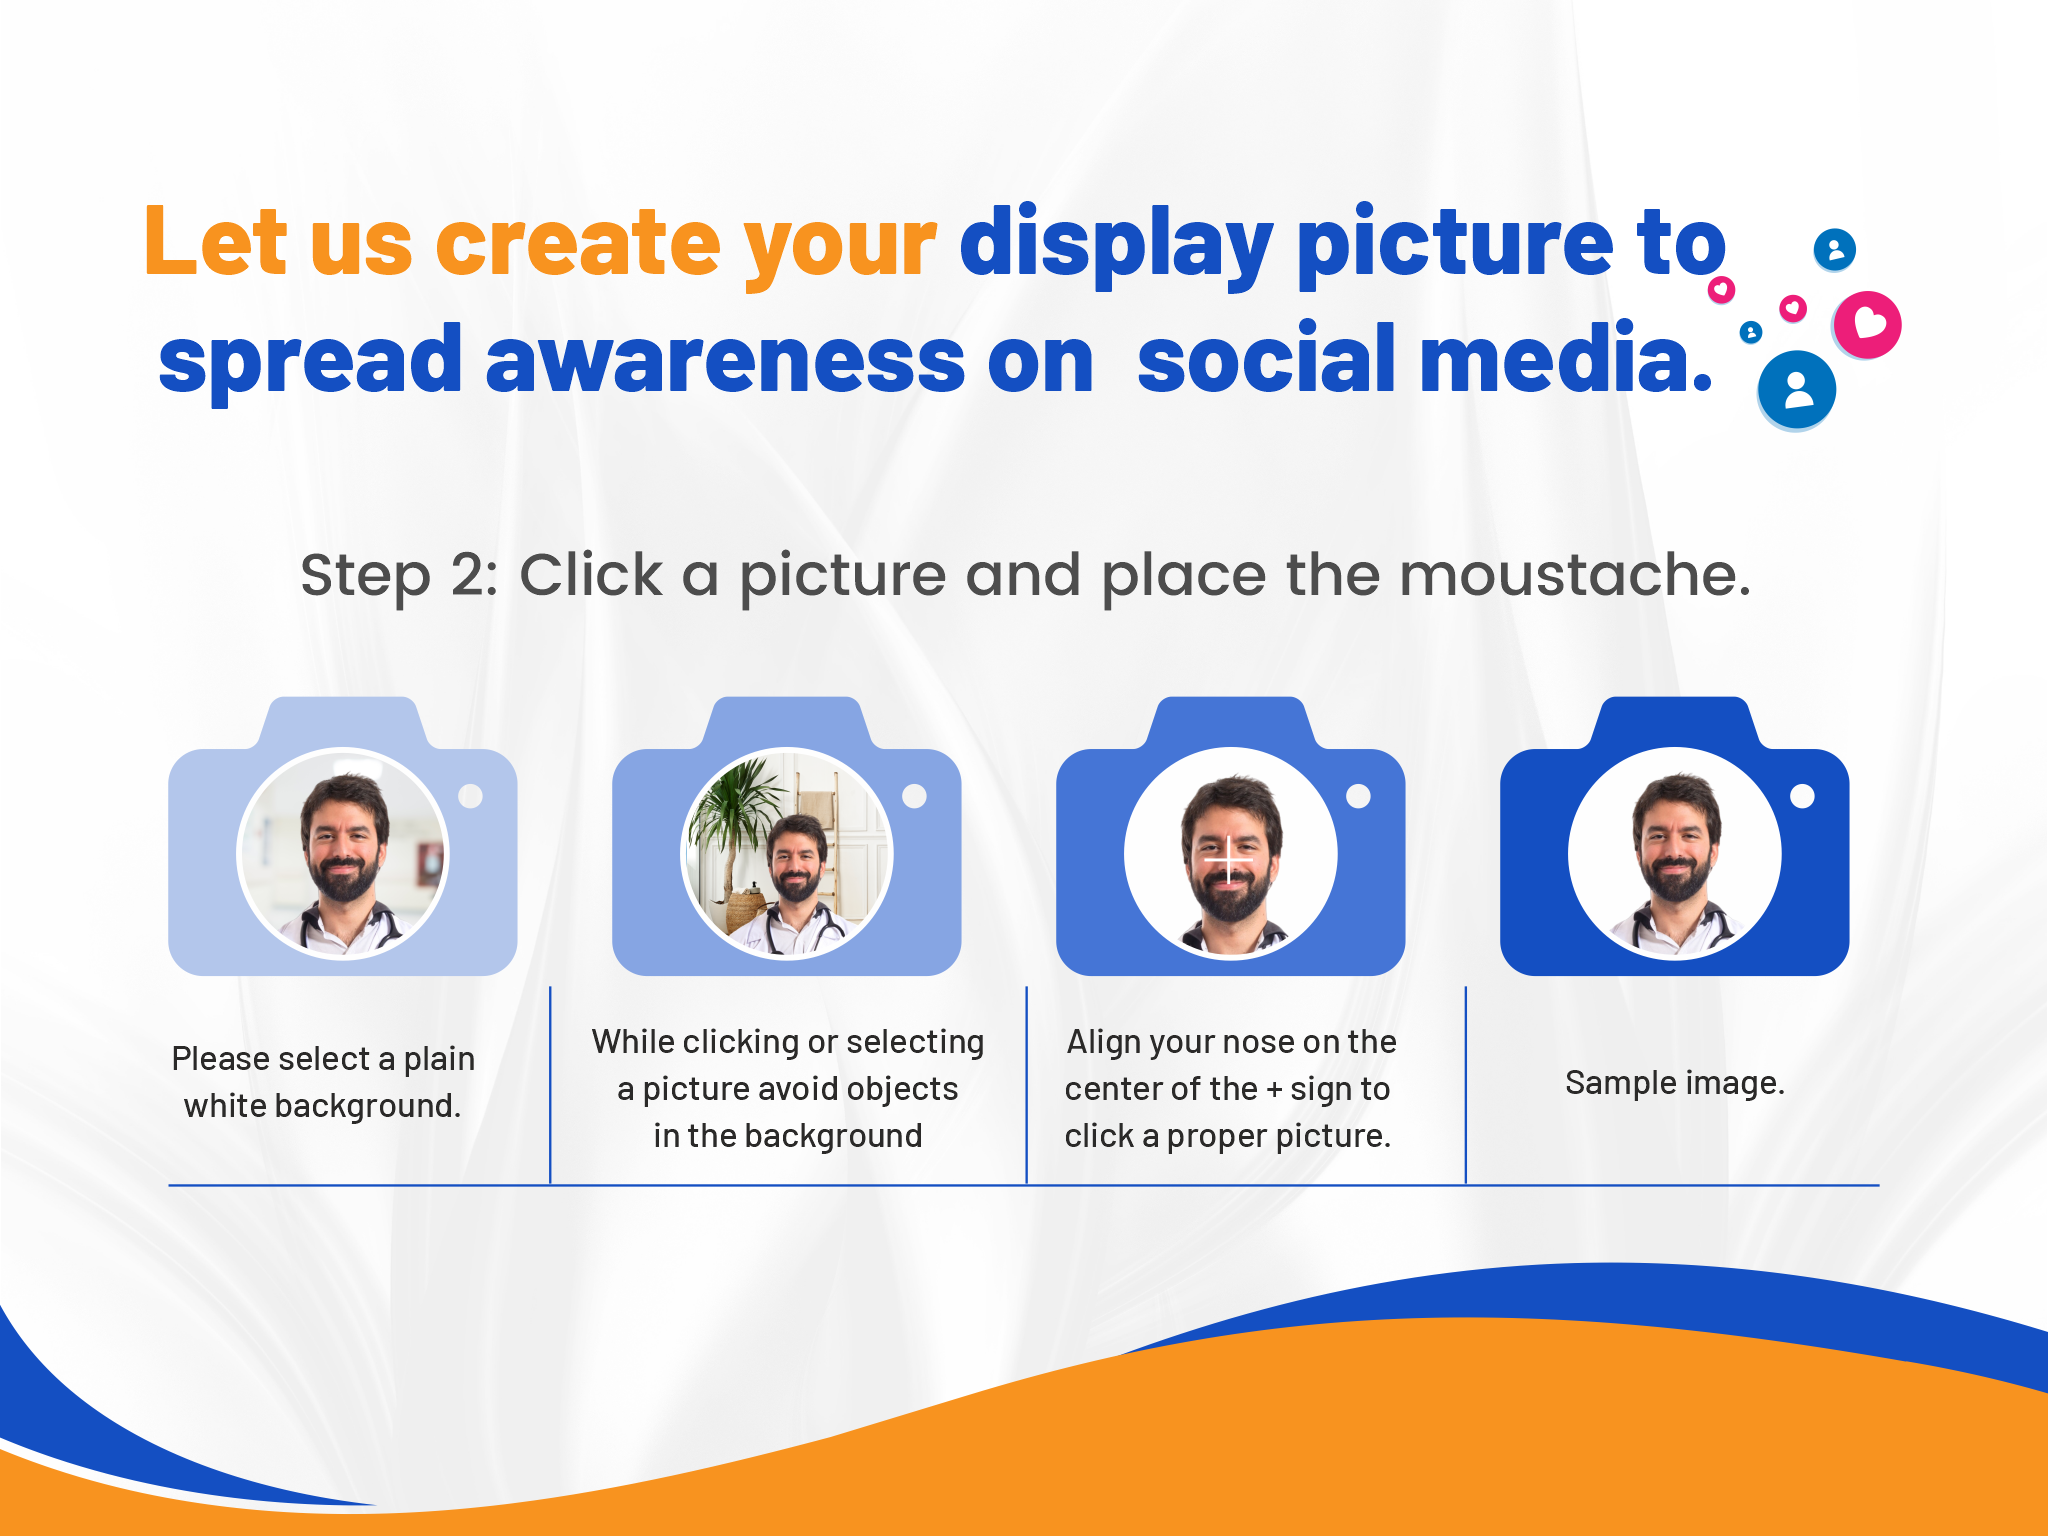 Let us create your display picture to
spread awareness on  social media.
Step 2: Click a picture and place the moustache.
Please select a plain
white background.
While clicking or selecting
a picture avoid objects
in the background
Align your nose on the
center of the + sign to
click a proper picture.
Sample image.